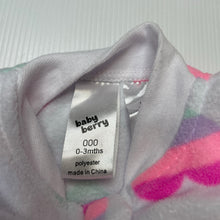 baby
berry
000
0-3mths
polyester
made in China